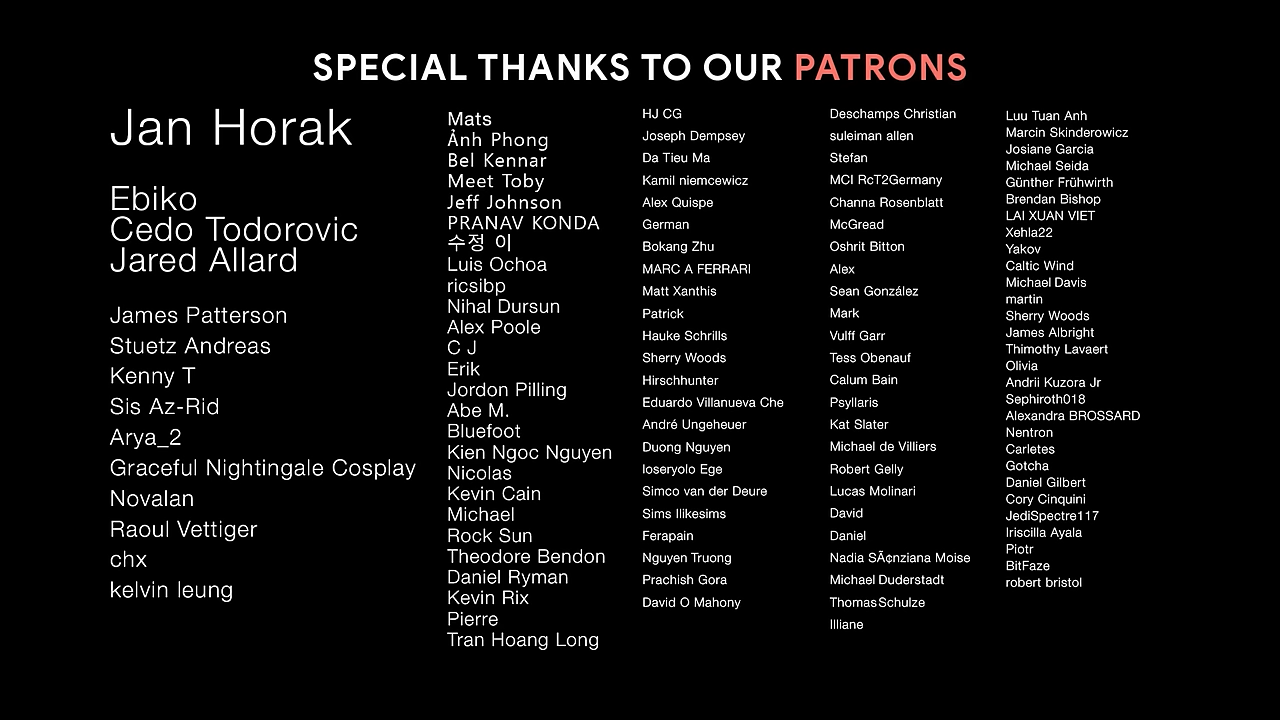 SPECIAL THANKS TO OUR PATRONS
Jan Horak
Ebiko
Cedo Todorovic
Jared Allard
James Patterson
Stuetz Andreas
Kenny T
Sis Az-Rid
Arya_2
Graceful Nightingale Cosplay
Novalan
Raoul Vettiger
chx
kelvin leung
Mats
Ảnh Phong
Bel Kennar
Meet Toby
Jeff Johnson
PRANAV KONDA
수정 이
Luis Ochoa
ricsibp
Nihal Dursun
Alex Poole
C J
Erik
Jordon Pilling
Abe M.
Bluefoot
Kien Ngoc Nguyen
Nicolas
Kevin Cain
Michael
Rock Sun
Theodore Bendon
Daniel Ryman
Kevin Rix
Pierre
Tran Hoang Long
HJ CG
Joseph Dempsey
Da Tieu Ma
Kamil niemcewicz
Alex Quispe
German
Bokang Zhu
MARC A FERRARI
Matt Xanthis
Patrick
Hauke Schrills
Sherry Woods
Hirschhunter
Eduardo Villanueva Che
André Ungeheuer
Duong Nguyen
loseryolo Ege
Simco van der Deure
Sims Ilikesims
Ferapain
Nguyen Truong
Prachish Gora
David O Mahony
Deschamps Christian
suleiman allen
Stefan
MCI RcT2Germany
Channa Rosenblatt
McGread
Oshrit Bitton
Alex
Sean González
Mark
Vulff Garr
Tess Obenauf
Calum Bain
Psyllaris
Kat Slater
Michael de Villiers
Robert Gelly
Lucas Molinari
David
Daniel
Nadia SÃ¢nziana Moise
Michael Duderstadt
Thomas Schulze
Illiane
Luu Tuan Anh
Marcin Skinderowicz
Josiane Garcia
Michael Seida
Günther Frühwirth
Brendan Bishop
LAI XUAN VIET
Xehla22
Yakov
Caltic Wind
Michael Davis
martin
Sherry Woods
James Albright
Thimothy Lavaert
Olivia
Andrii Kuzora Jr
Sephiroth018
Alexandra BROSSARD
Nentron
Carletes
Gotcha
Daniel Gilbert
Cory Cinquini
JediSpectre117
Iriscilla Ayala
Piotr
BitFaze
robert bristol